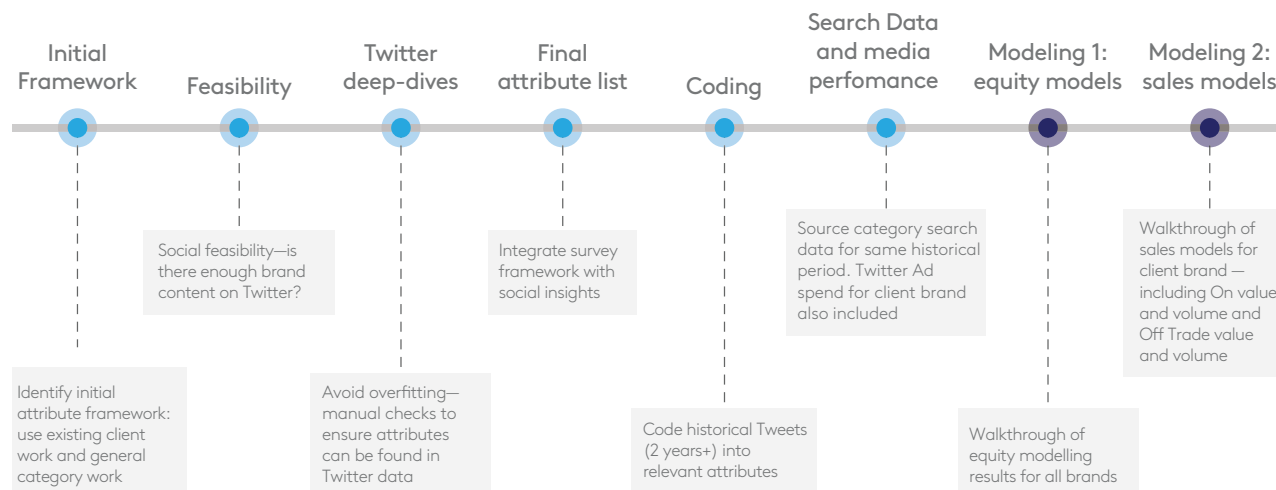 Initial
Framework
Feasibility
Twitter
deep-dives
Final
attribute list
Coding
Search Data
and media
perfomance
Modeling 1:
equity models
Modeling 2:
sales models
Identify initial
attribute framework:
use existing client
work and general
category work
Social feasibility—is
there enough brand
content on Twitter?
Avoid overfitting—
manual checks to
ensure attributes
can be found in
Twitter data
Integrate survey
framework with
social insights
Code historical Tweets
(2 years+) into
relevant attributes
Source category search
data for same historical
period. Twitter Ad
spend for client brand
also included
Walkthrough of
equity modelling
results for all brands
Walkthrough of
sales models for
client brand —
including On value
and volume and
Off Trade value
and volume